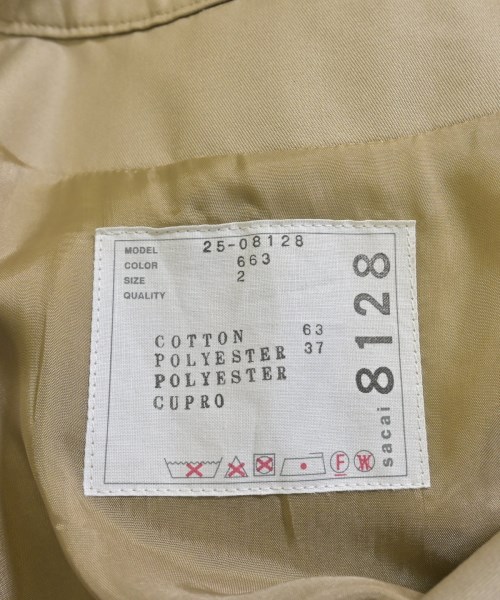 MODEL 25-08128
COLOR 663
SIZE 2
QUALITY
COTTON 63
POLYESTER 37
POLYESTER
CUPRO
F
W
sacai 8128